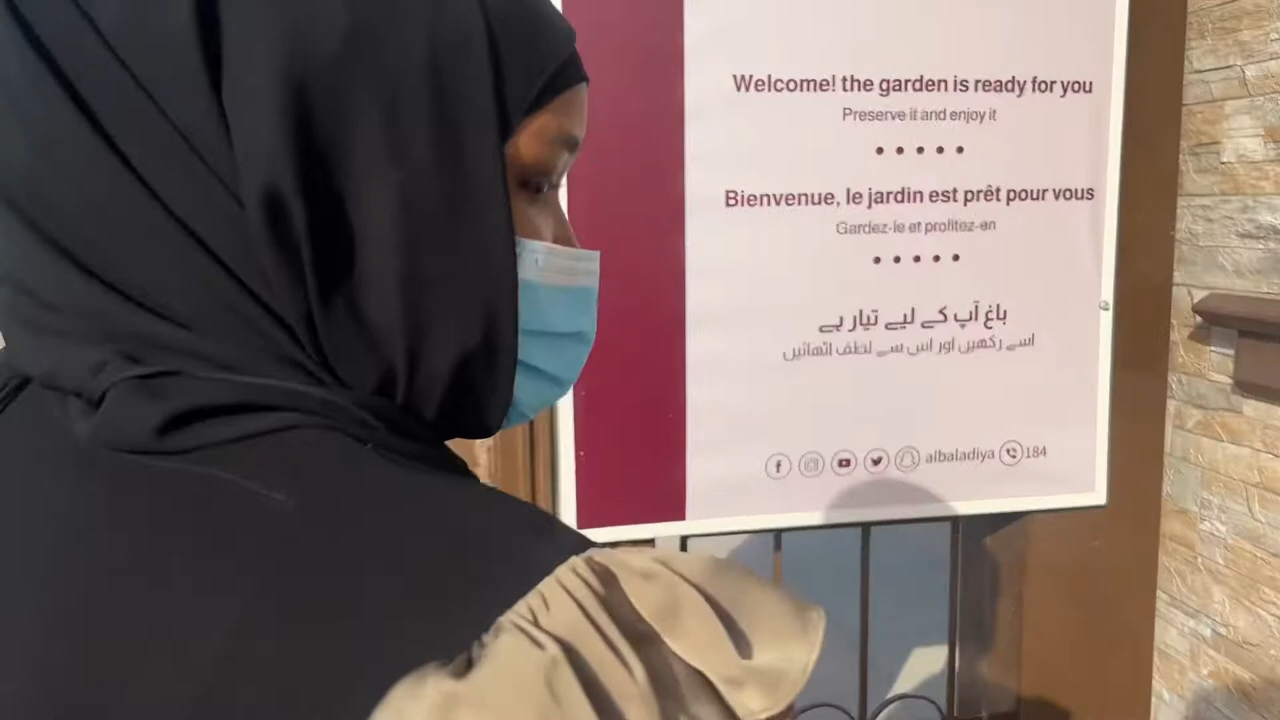 Welcome! the garden is ready for you
Preserve it and enjoy it
Bienvenue, le jardin est prêt pour vous
Gardez-le et profitez-en
باغ آپ کے لیے تیار ہے
اسے رکھیں اور اس سے لطف اٹھائیں
albaladiya 184